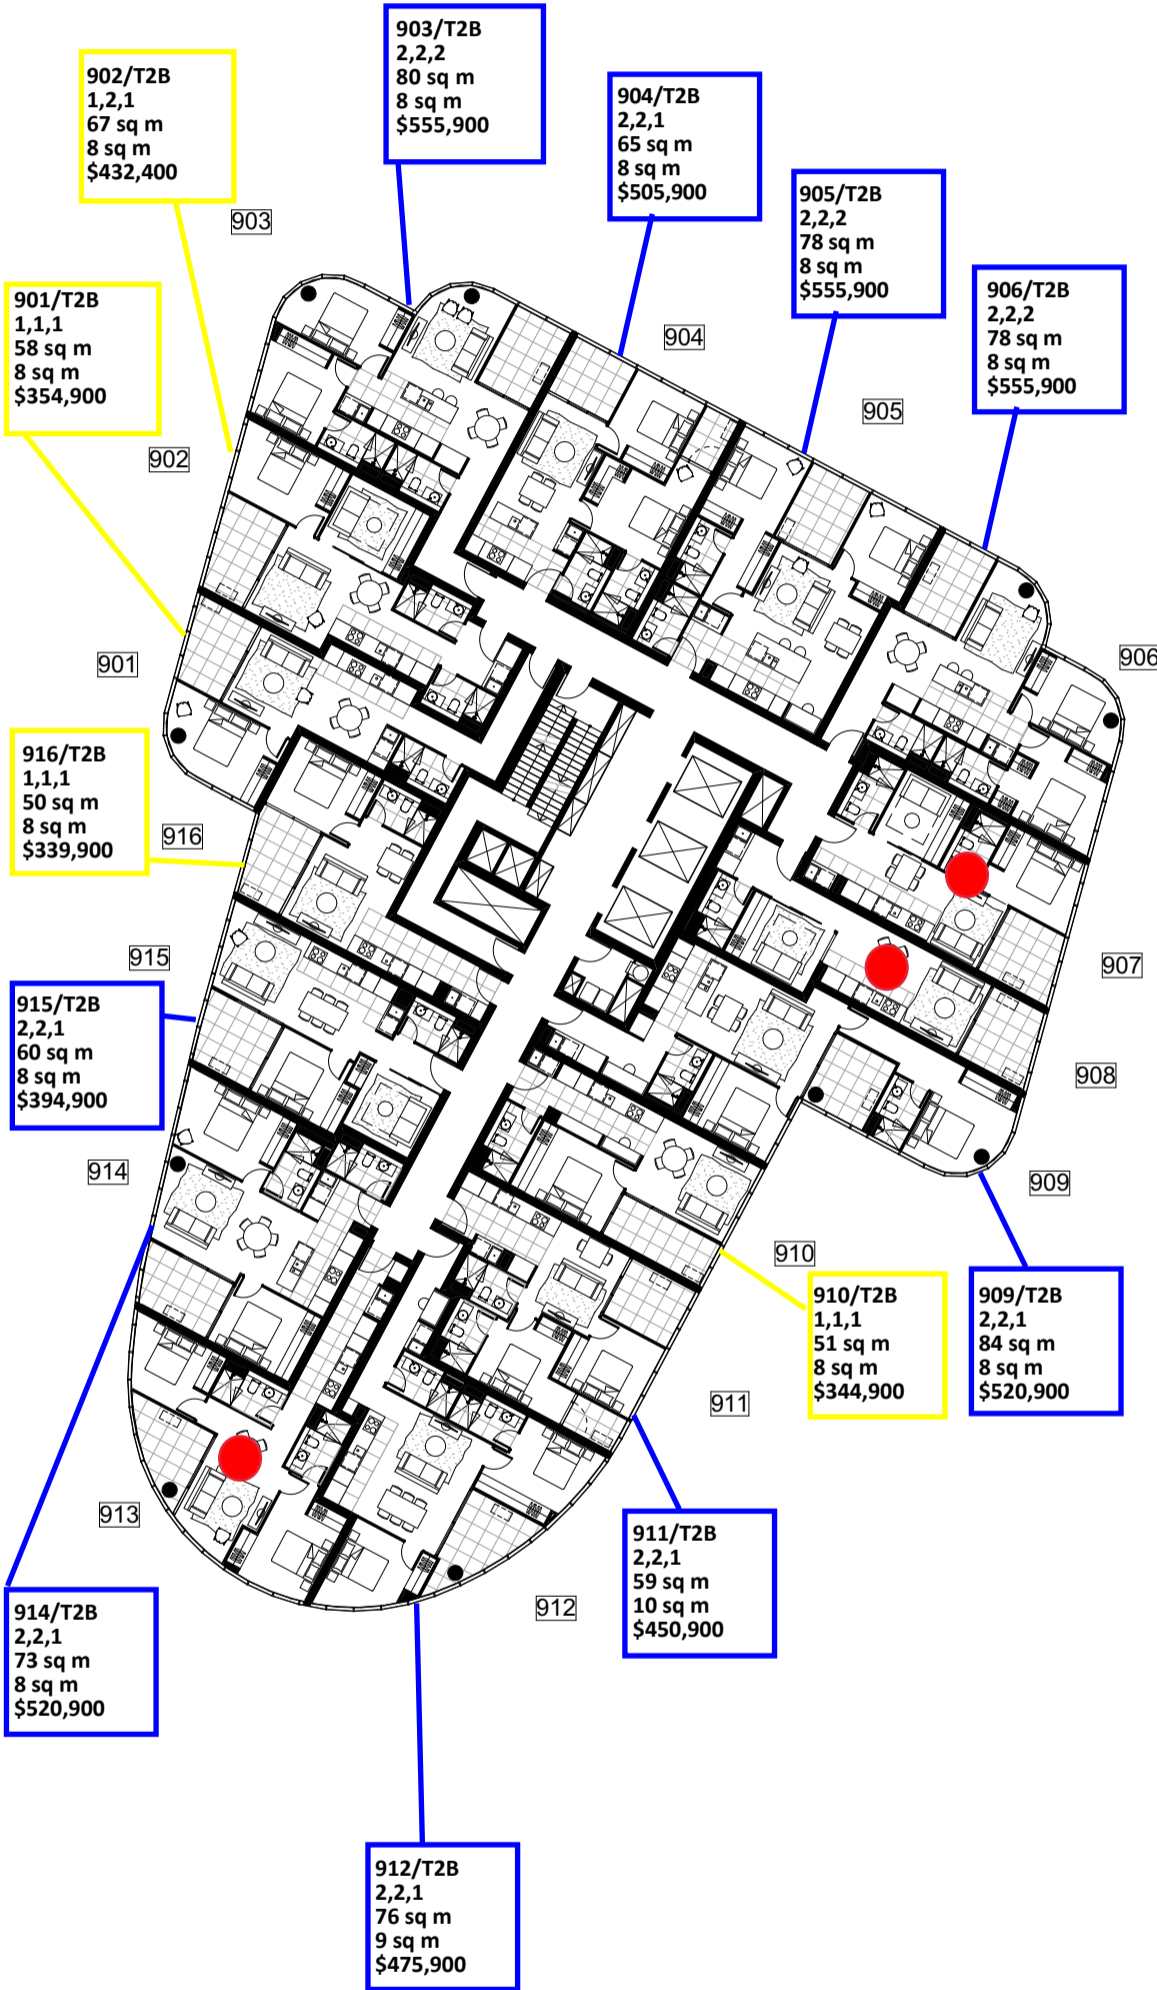 903/T2B
2,2,2
80 sq m
8 sq m
$555,900
902/T2B
1,2,1
67 sq m
8 sq m
$432,400
904/T2B
2,2,1
65 sq m
8 sq m
$505,900
905/T2B
2,2,2
78 sq m
8 sq m
$555,900
903
906/T2B
2,2,2
78 sq m
8 sq m
$555,900
901/T2B
1,1,1
58 sq m
8 sq m
$354,900
904
905
902
901
906
916/T2B
1,1,1
50 sq m
8 sq m
$339,900
916
915
907
915/T2B
2,2,1
60 sq m
8 sq m
$394,900
908
914
909
910
910/T2B
1,1,1
51 sq m
8 sq m
$344,900
909/T2B
2,2,1
84 sq m
8 sq m
$520,900
911
913
911/T2B
2,2,1
59 sq m
10 sq m
$450,900
912
914/T2B
2,2,1
73 sq m
8 sq m
$520,900
912/T2B
2,2,1
76 sq m
9 sq m
$475,900